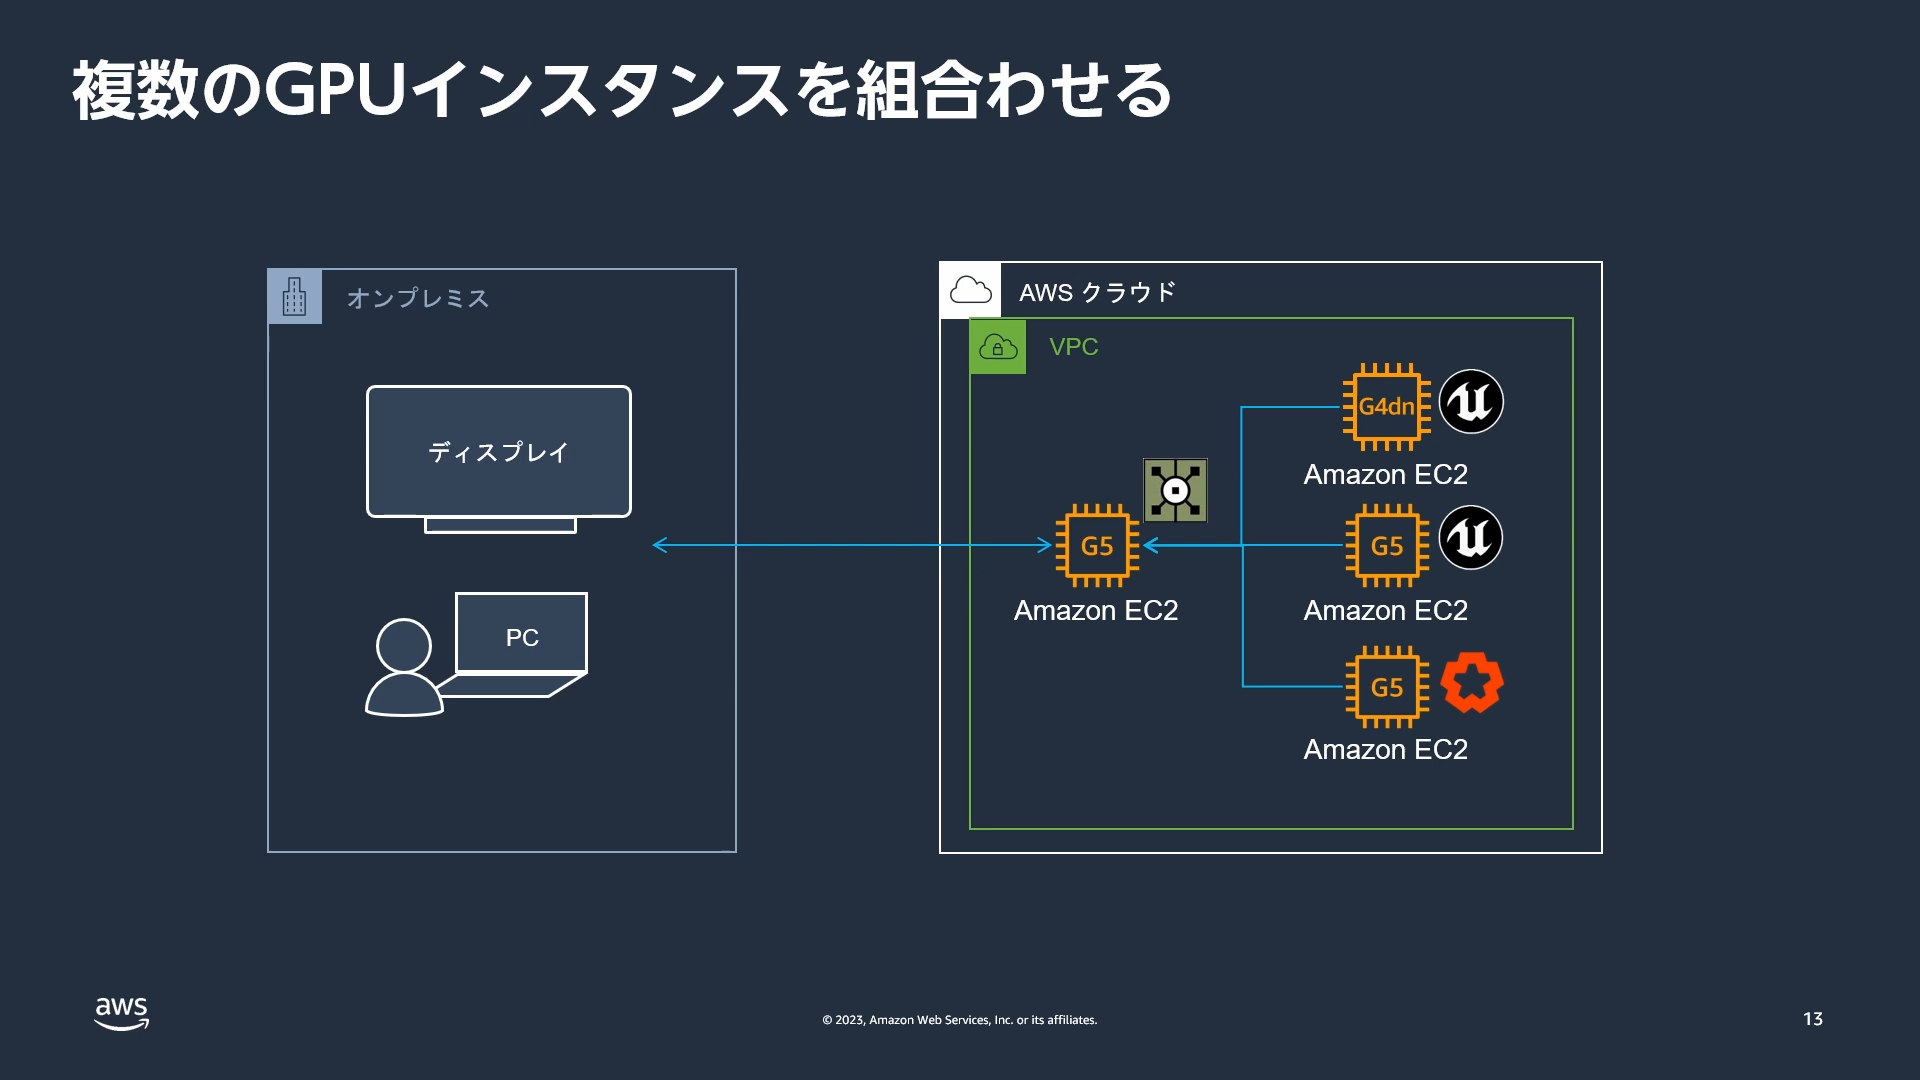 複数のGPUインスタンスを組合わせる
オンプレミス
ディスプレイ
PC
AWS クラウド
VPC
G4dn
Amazon EC2
G5
Amazon EC2
G5
Amazon EC2
G5
Amazon EC2
aws
© 2023, Amazon Web Services, Inc. or its affiliates.
13